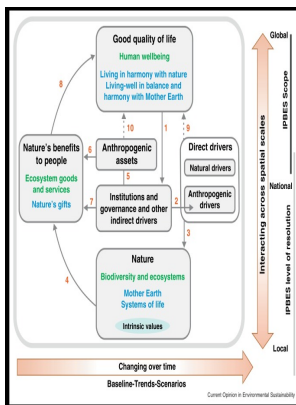 Good quality of life
Human wellbeing
Living in harmony with nature
Living-well in balance and
harmony with Mother Earth
8
10
1
9
Nature's benefits
to people
Ecosystem goods
and services
Nature's gifts
6
Anthropogenic
assets
5
7
Institutions and
governance and other
indirect drivers
2
Direct drivers
Natural drivers
Anthropogenic
drivers
3
4
Nature
Biodiversity and ecosystems
Mother Earth
Systems of life
Intrinsic values
Changing over time
Baseline-Trends-Scenarios
Interacting across spatial scales
Global
National
Local
IPBES Scope
IPBES level of resolution
Current Opinion in Environmental Sustainability